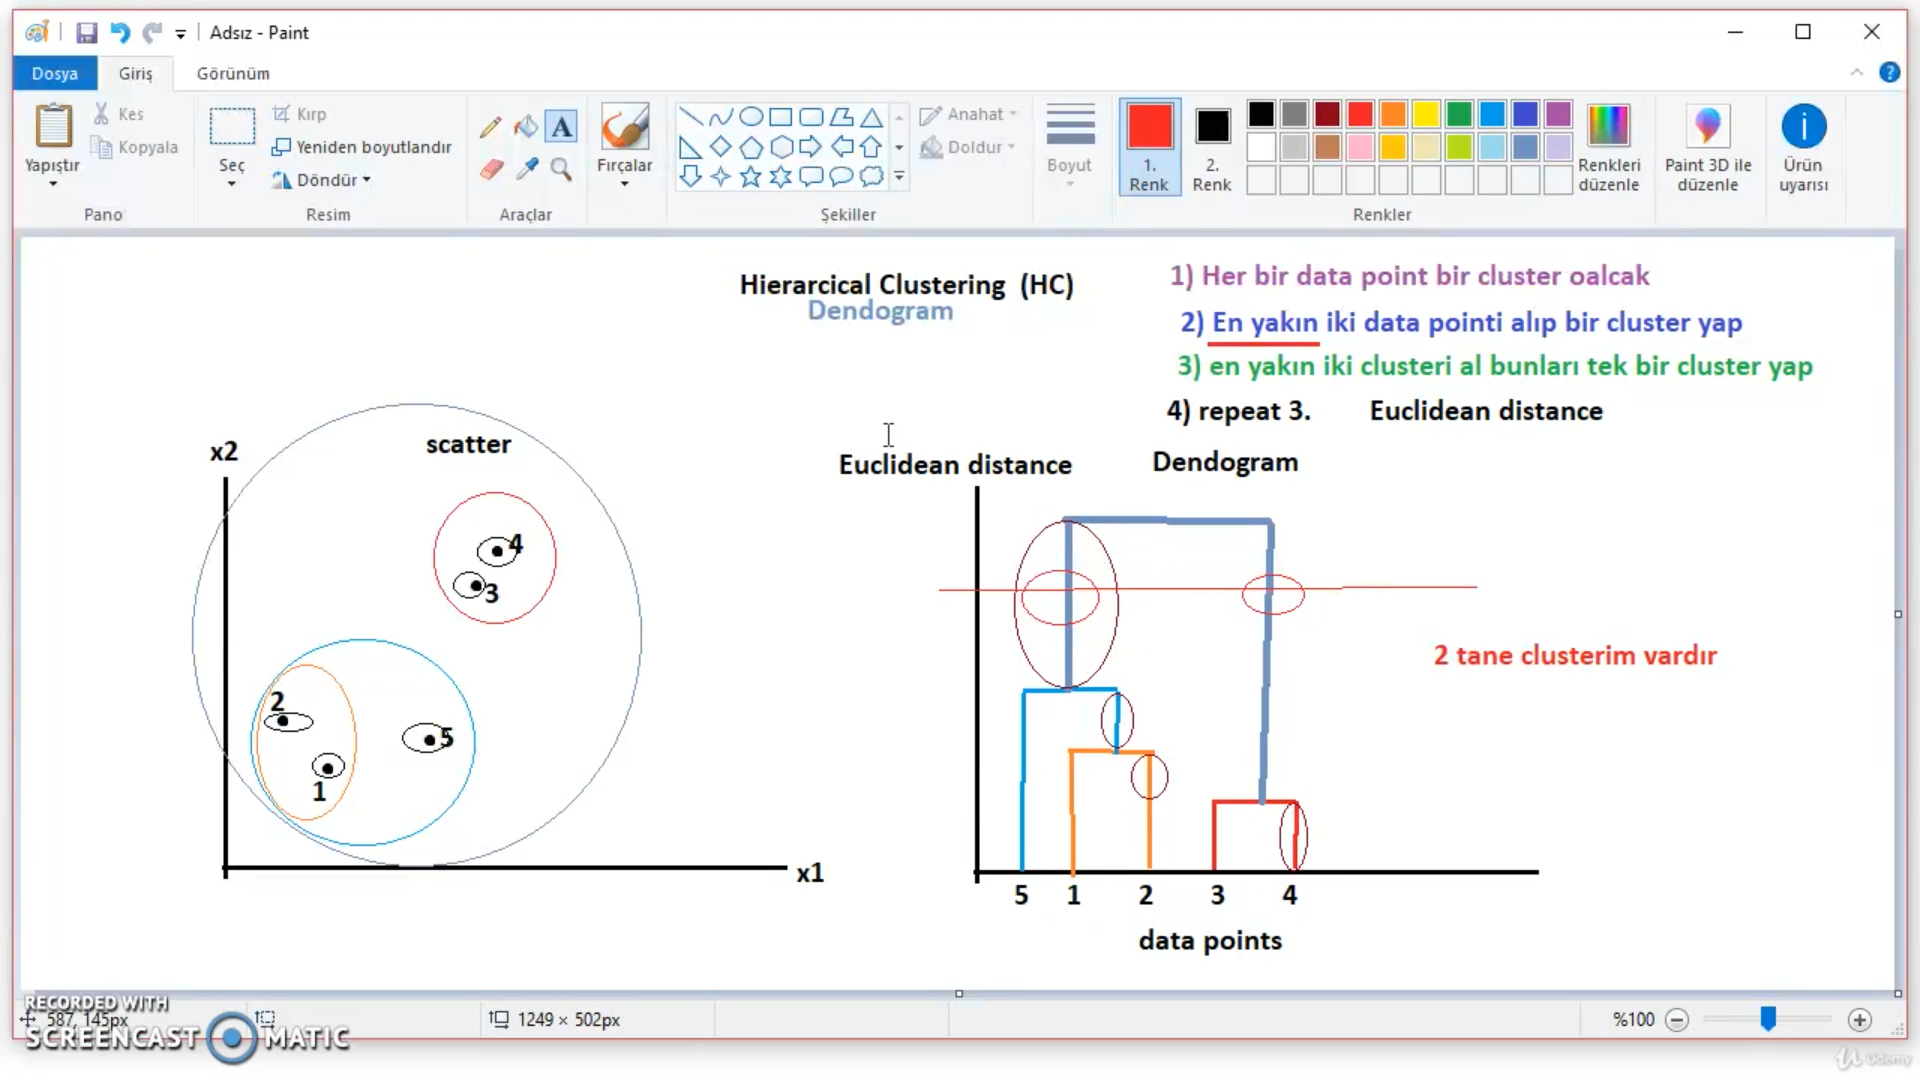 Adsız - Paint
Dosya
Giriş
Görünüm
Yapıştır
Kes
Kopyala
Pano
Seç
Kırp
Yeniden boyutlandır
Döndür
Resim
Araçlar
Fırçalar
Şekiller
Anahat
Doldur
Boyut
1.
Renk
2.
Renk
Renkler
Renkleri
düzenle
Paint 3D ile
düzenle
Ürün
uyarısı
Hierarcical Clustering (HC)
Dendogram
1) Her bir data point bir cluster oalcak
2) En yakın iki data pointi alıp bir cluster yap
3) en yakın iki clusteri al bunları tek bir cluster yap
4) repeat 3. Euclidean distance
x2
scatter
4
3
2
1
5
x1
Euclidean distance
Dendogram
2 tane clusterim vardır
5 1 2 3 4
data points
RECORDED WITH
SCREENCAST MATIC
587, 145px
1249 × 502px
%100
Udemy